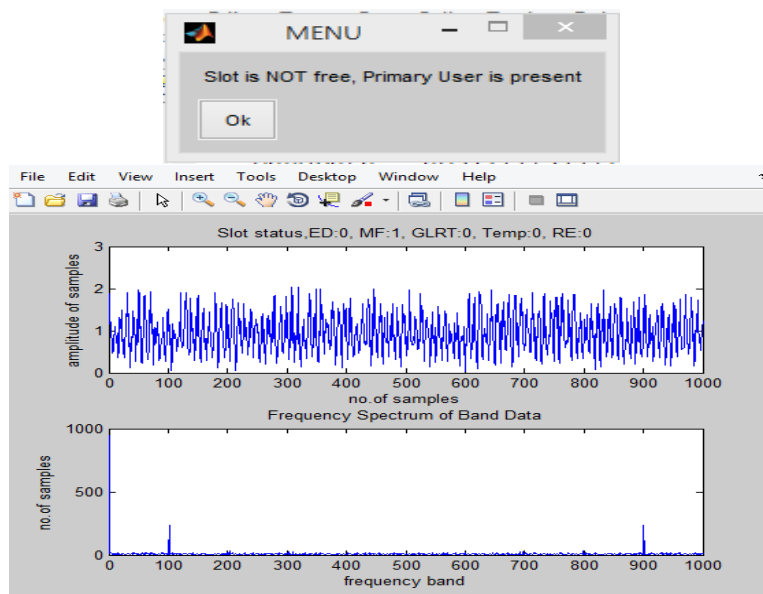 MENU
Slot is NOT free, Primary User is present
Ok
File Edit View Insert Tools Desktop Window Help
Slot status,ED:0, MF:1, GLRT:0, Temp:0, RE:0
amplitude of samples
3
2
1
0
0 100 200 300 400 500 600 700 800 900 1000
no.of samples
Frequency Spectrum of Band Data
no.of samples
1000
500
0
0 100 200 300 400 500 600 700 800 900 1000
frequency band